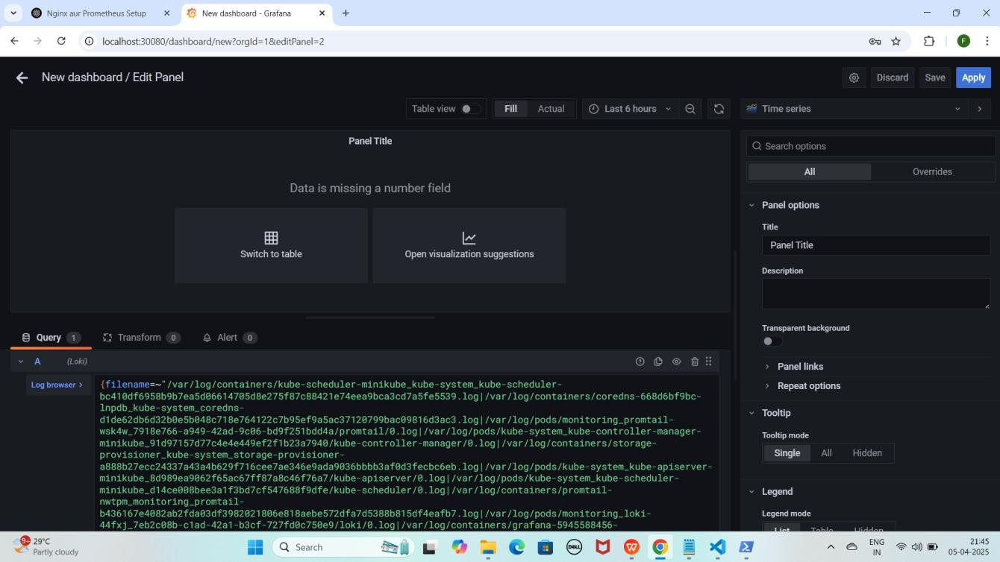 Nginx aur Prometheus Setup
New dashboard - Grafana
localhost:30080/dashboard/new?orgId=1&editPanel=2
F
New dashboard / Edit Panel
Discard
Save
Apply
Table view
Fill
Actual
Last 6 hours
Time series
Panel Title
Data is missing a number field
Switch to table
Open visualization suggestions
Search options
All
Overrides
Panel options
Title
Panel Title
Description
Transparent background
Panel links
Repeat options
Tooltip
Tooltip mode
Single
All
Hidden
Legend
Legend mode
List
Table
Hidden
Query 1
Transform 0
Alert 0
A (Loki)
Log browser >
{filename=~"/var/log/containers/kube-scheduler-minikube_kube-system_kube-scheduler-
bc410df6958b9b7ea5d06614705d8e275f87c88421e74eea9bca3cd7a5fe5539.log|/var/log/containers/coredns-668d6bf9bc-
lnpdb_kube-system_coredns-
d1de62db6d32b0e5b048c718e764122c7b95ef9a5ac37120799bac09816d3ac3.log|/var/log/pods/monitoring_promtail-
wsk4w_7918e766-a949-42ad-9c06-bd9f251bdd4a/promtail/0.log|/var/log/pods/kube-system_kube-controller-manager-
minikube_91d97157d77c4e4e449ef2f1b23a7940/kube-controller-manager/0.log|/var/log/containers/storage-
provisioner_kube-system_storage-provisioner-
a888b27ecc24337a43a4b629f716cee7ae346e9ada9036bbbb3af0d3fecbc6eb.log|/var/log/pods/kube-system_kube-apiserver-
minikube_8d989ea9062f65ac67ff87a8c46f76a7/kube-apiserver/0.log|/var/log/pods/kube-system_kube-scheduler-
minikube_d14ce008bee3a1f3bd7cf547688f9dfe/kube-scheduler/0.log|/var/log/containers/promtail-
nwtpm_monitoring_promtail-
b436167e4082ab2fda03df3982021806e818aebe572dfa7d5388b815df4eafb7.log|/var/log/pods/monitoring_loki-
44fxj_7eb2c08b-c1ad-42a1-b3cf-727fd0c750e9/loki/0.log|/var/log/containers/grafana-5945588456-
9+
29°C
Partly cloudy
Search
DELL
ENG
IN
21:45
05-04-2025